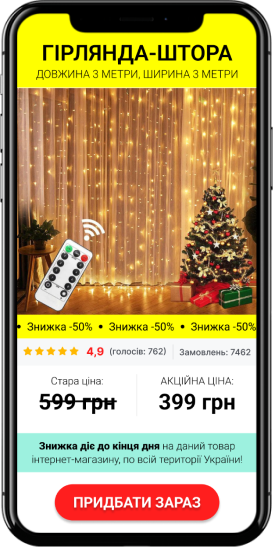 ГІРЛЯНДА-ШТОРА
ДОВЖИНА 3 МЕТРИ, ШИРИНА 3 МЕТРИ
• Знижка -50% • Знижка -50% • Знижка -50%
4,9 (голосів: 762) Замовлень: 7462
Стара ціна: АКЦІЙНА ЦІНА:
599 грн 399 грн
Знижка діє до кінця дня на даний товар
інтернет-магазину, по всій території України!
ПРИДБАТИ ЗАРАЗ